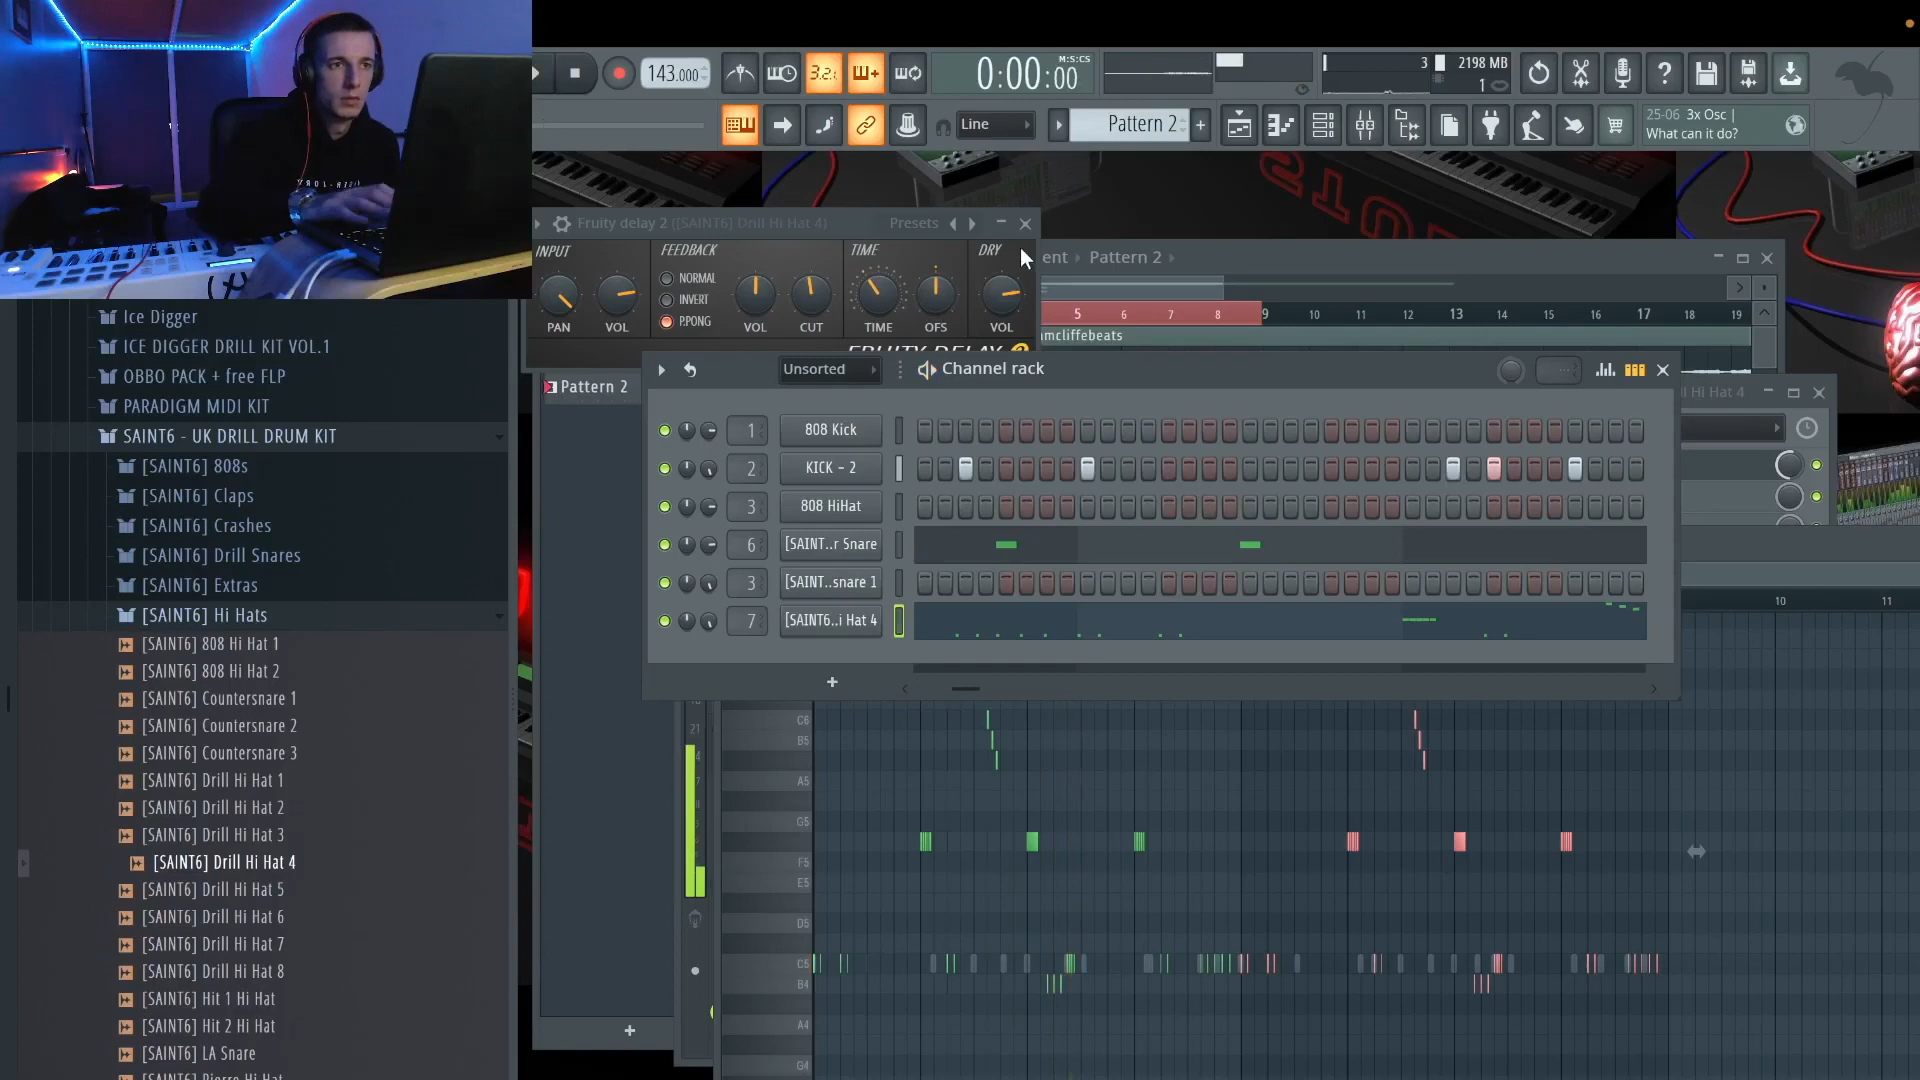 143.000
3.2.
0:00:00
M:S:CS
3
2198 MB
1
Line
Pattern 2
+
25-06 3x Osc |
What can it do?
Fruity delay 2 ([SAINT6] Drill Hi Hat 4)
Presets
INPUT
FEEDBACK
TIME
DRY
NORMAL
INVERT
P.PONG
PAN
VOL
VOL
CUT
TIME
OFS
VOL
FRUITY DELAY 2
ent
Pattern 2
5 6 7 8 9 10 11 12 13 14 15 16 17 18 19
mcliffebeats
Ice Digger
ICE DIGGER DRILL KIT VOL.1
OBBO PACK + free FLP
PARADIGM MIDI KIT
SAINT6 - UK DRILL DRUM KIT
[SAINT6] 808s
[SAINT6] Claps
[SAINT6] Crashes
[SAINT6] Drill Snares
[SAINT6] Extras
[SAINT6] Hi Hats
[SAINT6] 808 Hi Hat 1
[SAINT6] 808 Hi Hat 2
[SAINT6] Countersnare 1
[SAINT6] Countersnare 2
[SAINT6] Countersnare 3
[SAINT6] Drill Hi Hat 1
[SAINT6] Drill Hi Hat 2
[SAINT6] Drill Hi Hat 3
[SAINT6] Drill Hi Hat 4
[SAINT6] Drill Hi Hat 5
[SAINT6] Drill Hi Hat 6
[SAINT6] Drill Hi Hat 7
[SAINT6] Drill Hi Hat 8
[SAINT6] Hit 1 Hi Hat
[SAINT6] Hit 2 Hi Hat
[SAINT6] LA Snare
Pattern 2
Unsorted
Channel rack
l Hi Hat 4
1 808 Kick
2 KICK - 2
3 808 HiHat
6 [SAINT..r Snare
3 [SAINT..snare 1
7 [SAINT6..i Hat 4
+
+
10
11
C6
B5
A5
G5
F5
E5
D5
C5
B4
A4
G4